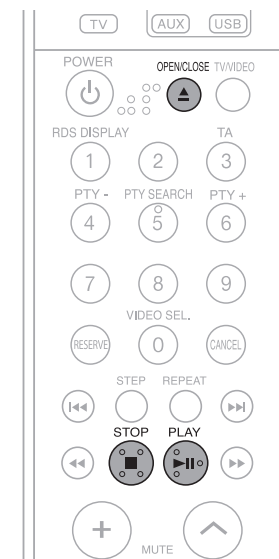 TV AUX USB
POWER OPEN/CLOSE TV/VIDEO
RDS DISPLAY TA
1 2 3
PTY - PTY SEARCH PTY +
4 5 6
7 8 9
VIDEO SEL.
RESERVE 0 CANCEL
STEP REPEAT
STOP PLAY
+
MUTE